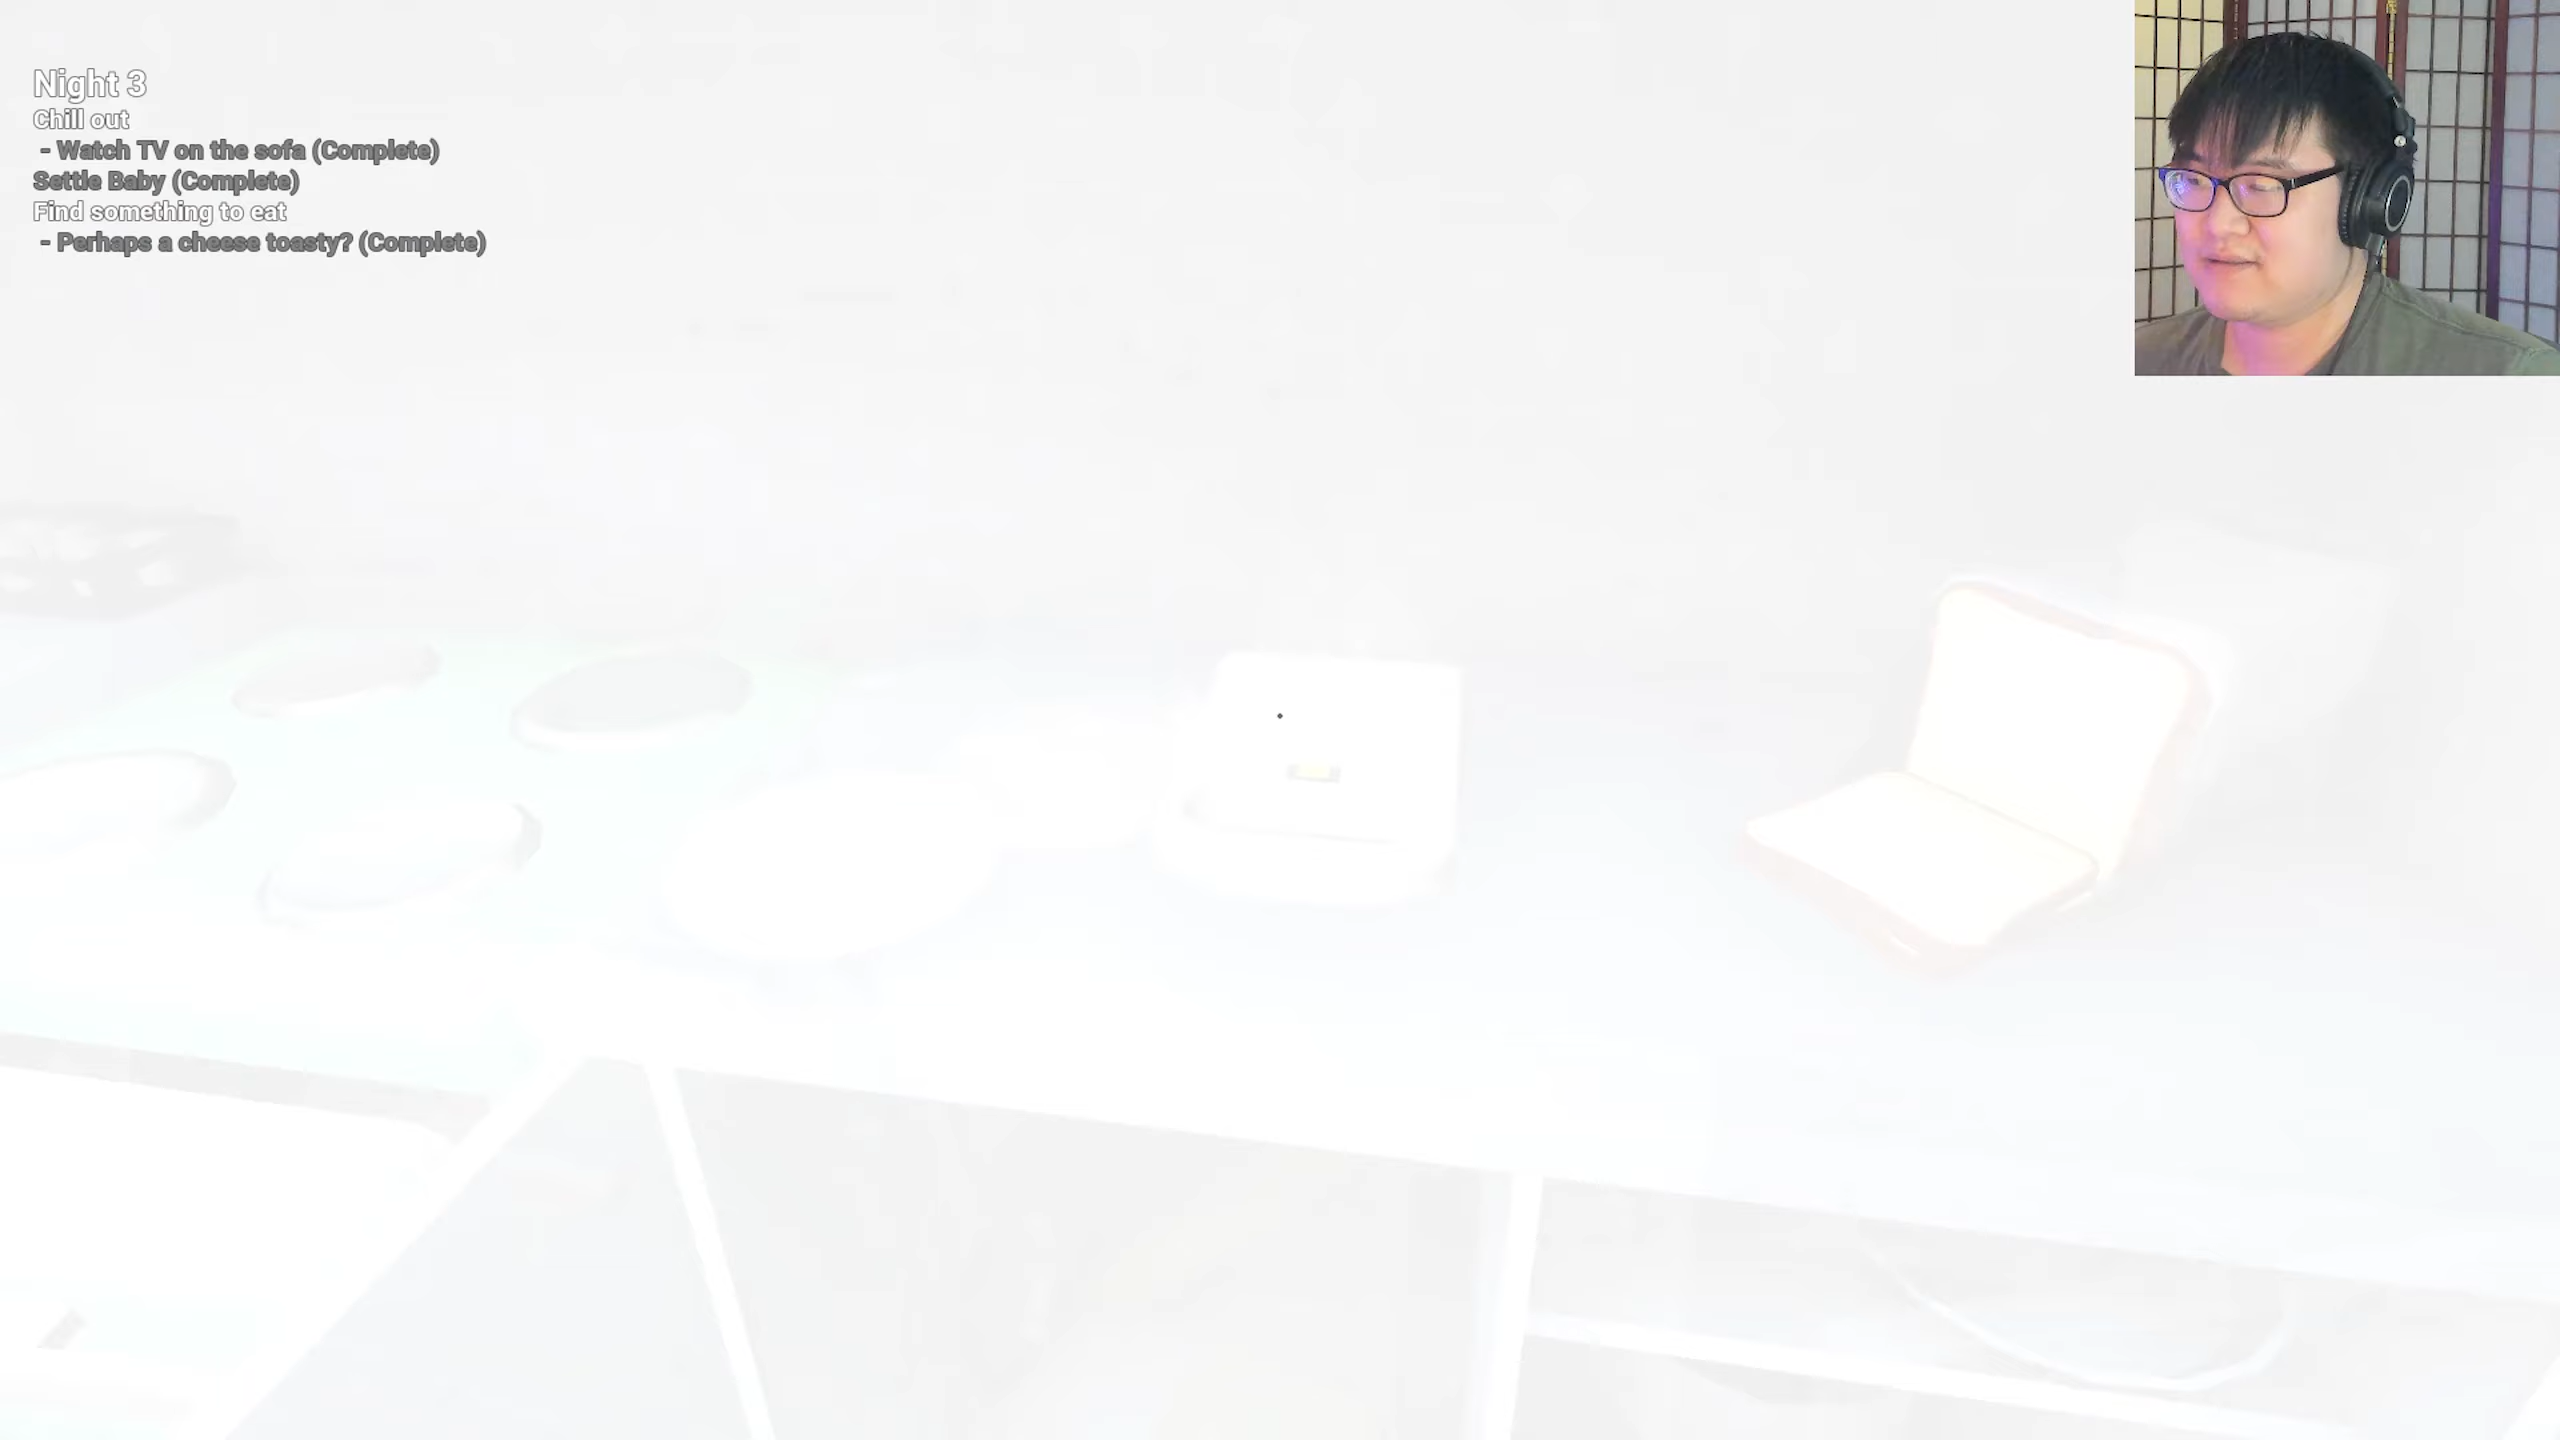 Night 3
Chill out
- Watch TV on the sofa (Complete)
Settle Baby (Complete)
Find something to eat
- Perhaps a cheese toasty? (Complete)